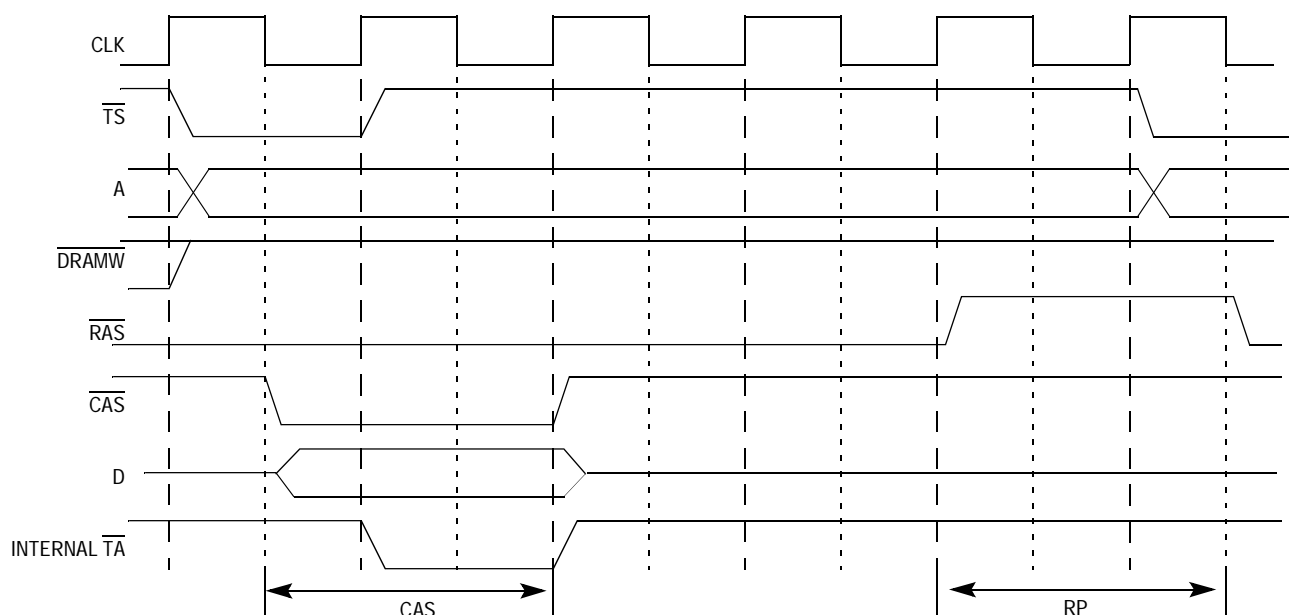 CLK
TS
A
DRAMW
RAS
CAS
D
INTERNAL TA
CAS
RP